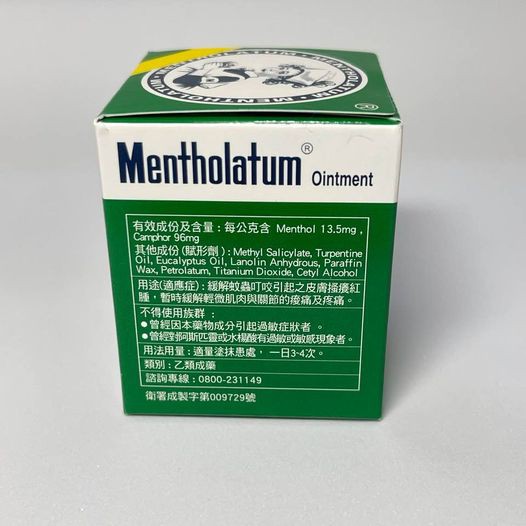 MENTHOLATUM • MENTHOLATUM •
®
Mentholatum® Ointment
有效成份及含量：每公克含 Menthol 13.5mg，
Camphor 96mg
其他成份(賦形劑)：Methyl Salicylate, Turpentine
Oil, Eucalyptus Oil, Lanolin Anhydrous, Paraffin
Wax, Petrolatum, Titanium Dioxide, Cetyl Alcohol
用途(適應症)：緩解蚊蟲叮咬引起之皮膚搔癢紅
腫，暫時緩解輕微肌肉與關節的痠痛及疼痛。
不得使用族群：
●曾經因本藥物成分引起過敏症狀者。
●曾經對阿斯匹靈或水楊酸有過敏或敏感現象者。
用法用量：適量塗抹患處，一日3-4次。
類別：乙類成藥
諮詢專線：0800-231149
衛署成製字第009729號